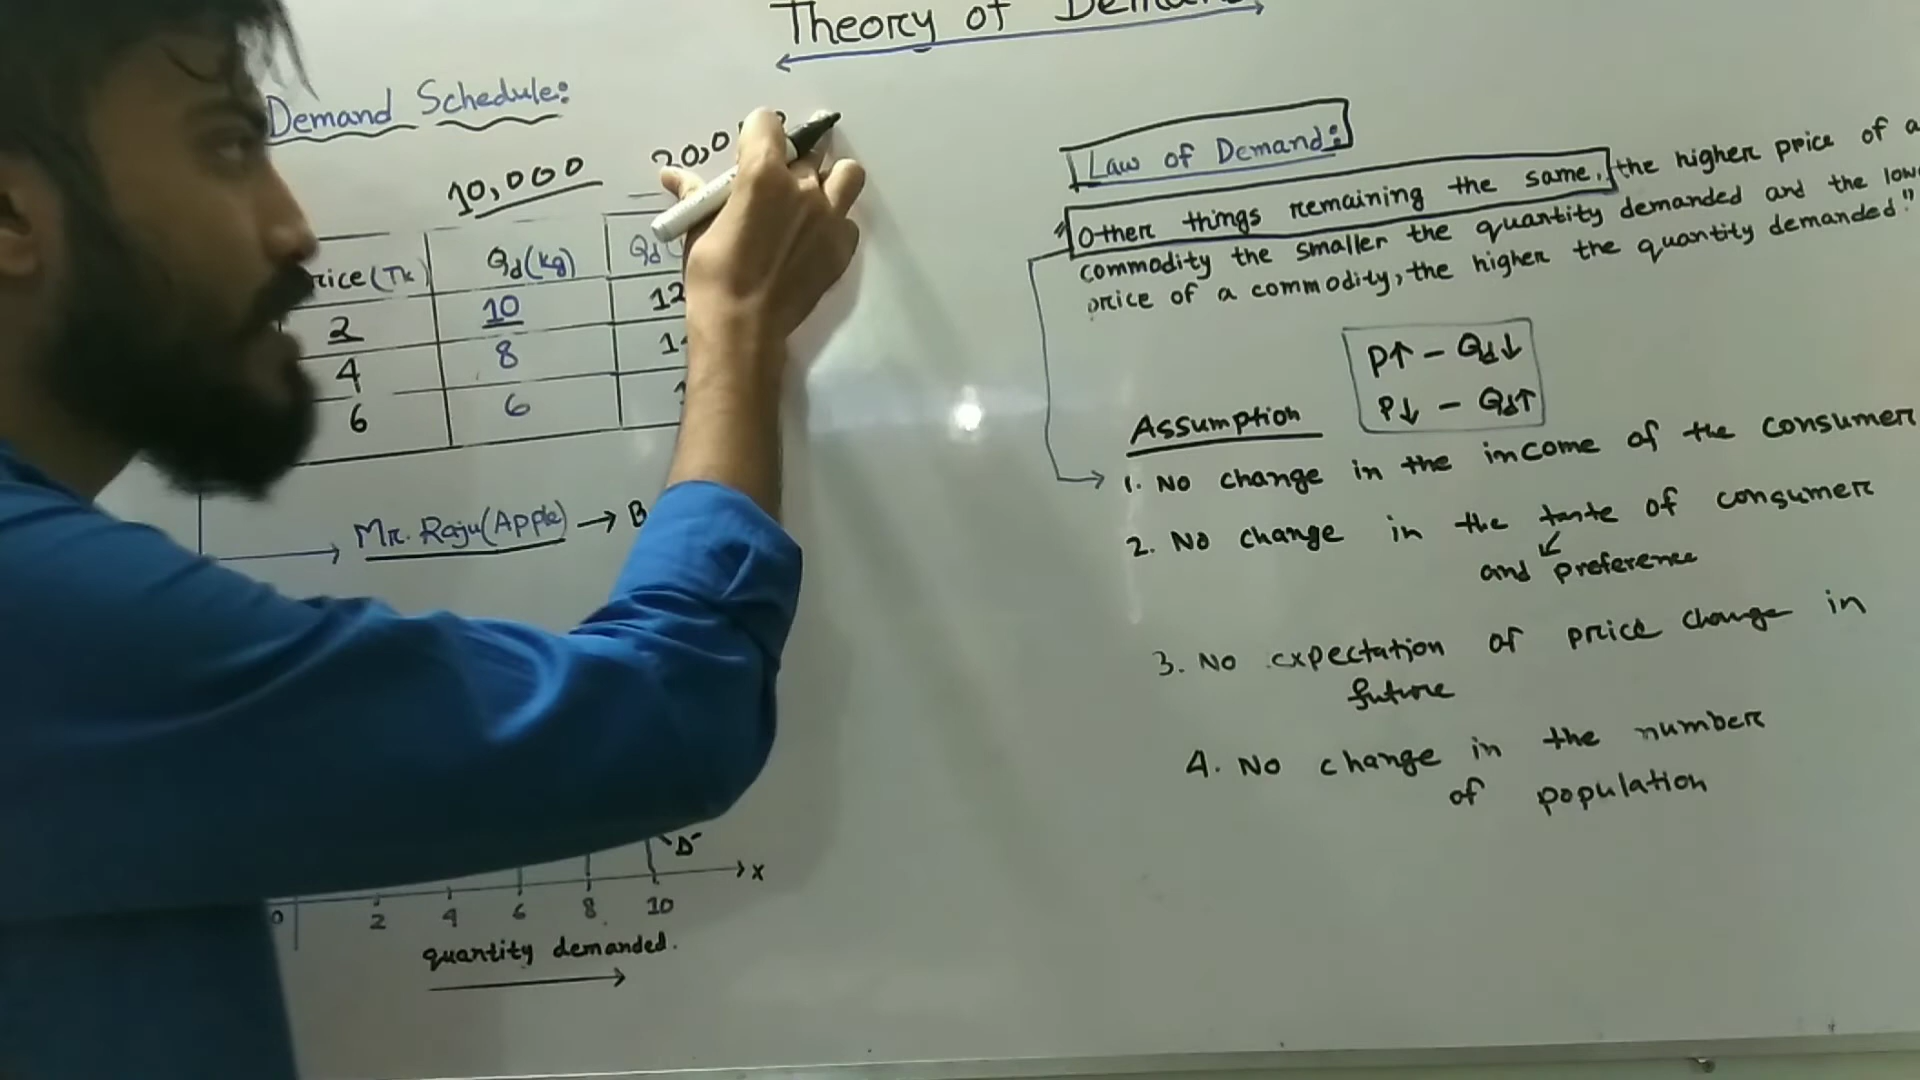 Theory of Demand
Demand Schedule:
10,000
20,0
Price(Tk) Qd(kg) Qd
2 10 12
4 8 1
6 6 1
Mr. Raju(Apple) → B
D
x
0 2 4 6 8 10
quantity demanded.
Law of Demand:
"Other things remaining the same, the higher price of a
commodity the smaller the quantity demanded and the low
price of a commodity, the higher the quantity demanded."
P↑ - Qd↓
P↓ - Qd↑
Assumption
1. No change in the income of the consumer
2. No change in the taste of consumer
and preference
3. No expectation of price change in
future
4. No change in the number
of population